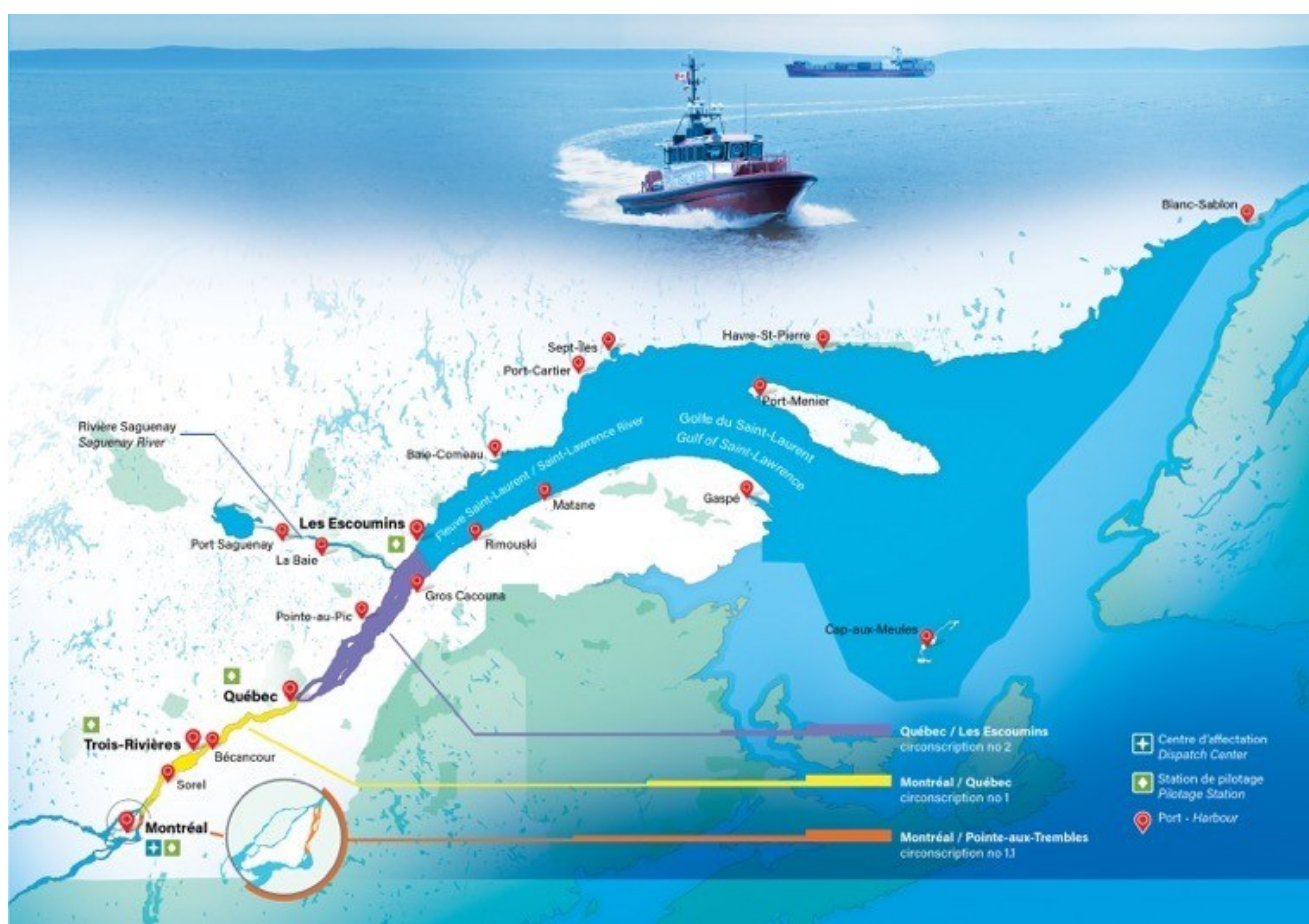 Blanc-Sablon
Havre-St-Pierre
Sept-Îles
Port-Cartier
Port-Menier
Rivière Saguenay
Saguenay River
Golfe du Saint-Laurent
Gulf of Saint-Lawrence
Fleuve Saint-Laurent / Saint-Lawrence River
Baie-Comeau
Matane
Gaspé
Les Escoumins
Rimouski
Port Saguenay
La Baie
Gros Cacouna
Pointe-au-Pic
Cap-aux-Meules
Québec
Trois-Rivières
Bécancour
Sorel
Montréal
Québec / Les Escoumins
circonscription no 2
Montréal / Québec
circonscription no 1
Montréal / Pointe-aux-Trembles
circonscription no 1.1
Centre d'affectation
Dispatch Center
Station de pilotage
Pilotage Station
Port - Harbour